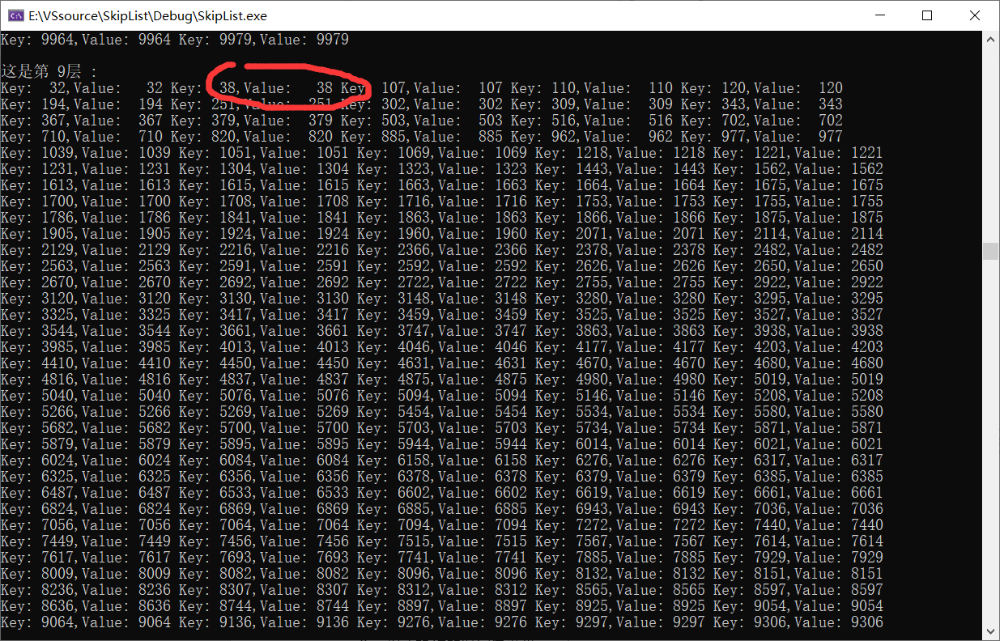 E:\VSsource\SkipList\Debug\SkipList.exe
Key: 9964,Value: 9964 Key: 9979,Value: 9979
这是第 9层 :
Key:   32,Value:   32 Key:   38,Value:   38 Key:  107,Value:  107 Key:  110,Value:  110 Key:  120,Value:  120
Key:  194,Value:  194 Key:  251,Value:  251 Key:  302,Value:  302 Key:  309,Value:  309 Key:  343,Value:  343
Key:  367,Value:  367 Key:  379,Value:  379 Key:  503,Value:  503 Key:  516,Value:  516 Key:  702,Value:  702
Key:  710,Value:  710 Key:  820,Value:  820 Key:  885,Value:  885 Key:  962,Value:  962 Key:  977,Value:  977
Key: 1039,Value: 1039 Key: 1051,Value: 1051 Key: 1069,Value: 1069 Key: 1218,Value: 1218 Key: 1221,Value: 1221
Key: 1231,Value: 1231 Key: 1304,Value: 1304 Key: 1323,Value: 1323 Key: 1443,Value: 1443 Key: 1562,Value: 1562
Key: 1613,Value: 1613 Key: 1615,Value: 1615 Key: 1663,Value: 1663 Key: 1664,Value: 1664 Key: 1675,Value: 1675
Key: 1700,Value: 1700 Key: 1708,Value: 1708 Key: 1716,Value: 1716 Key: 1753,Value: 1753 Key: 1755,Value: 1755
Key: 1786,Value: 1786 Key: 1841,Value: 1841 Key: 1863,Value: 1863 Key: 1866,Value: 1866 Key: 1875,Value: 1875
Key: 1905,Value: 1905 Key: 1924,Value: 1924 Key: 1960,Value: 1960 Key: 2071,Value: 2071 Key: 2114,Value: 2114
Key: 2129,Value: 2129 Key: 2216,Value: 2216 Key: 2366,Value: 2366 Key: 2378,Value: 2378 Key: 2482,Value: 2482
Key: 2563,Value: 2563 Key: 2591,Value: 2591 Key: 2592,Value: 2592 Key: 2626,Value: 2626 Key: 2650,Value: 2650
Key: 2670,Value: 2670 Key: 2692,Value: 2692 Key: 2722,Value: 2722 Key: 2755,Value: 2755 Key: 2922,Value: 2922
Key: 3120,Value: 3120 Key: 3130,Value: 3130 Key: 3148,Value: 3148 Key: 3280,Value: 3280 Key: 3295,Value: 3295
Key: 3325,Value: 3325 Key: 3417,Value: 3417 Key: 3459,Value: 3459 Key: 3525,Value: 3525 Key: 3527,Value: 3527
Key: 3544,Value: 3544 Key: 3661,Value: 3661 Key: 3747,Value: 3747 Key: 3863,Value: 3863 Key: 3938,Value: 3938
Key: 3985,Value: 3985 Key: 4013,Value: 4013 Key: 4046,Value: 4046 Key: 4177,Value: 4177 Key: 4203,Value: 4203
Key: 4410,Value: 4410 Key: 4450,Value: 4450 Key: 4631,Value: 4631 Key: 4670,Value: 4670 Key: 4680,Value: 4680
Key: 4816,Value: 4816 Key: 4837,Value: 4837 Key: 4875,Value: 4875 Key: 4980,Value: 4980 Key: 5019,Value: 5019
Key: 5040,Value: 5040 Key: 5076,Value: 5076 Key: 5094,Value: 5094 Key: 5146,Value: 5146 Key: 5208,Value: 5208
Key: 5266,Value: 5266 Key: 5269,Value: 5269 Key: 5454,Value: 5454 Key: 5534,Value: 5534 Key: 5580,Value: 5580
Key: 5682,Value: 5682 Key: 5700,Value: 5700 Key: 5703,Value: 5703 Key: 5734,Value: 5734 Key: 5871,Value: 5871
Key: 5879,Value: 5879 Key: 5895,Value: 5895 Key: 5944,Value: 5944 Key: 6014,Value: 6014 Key: 6021,Value: 6021
Key: 6024,Value: 6024 Key: 6084,Value: 6084 Key: 6158,Value: 6158 Key: 6276,Value: 6276 Key: 6317,Value: 6317
Key: 6325,Value: 6325 Key: 6356,Value: 6356 Key: 6378,Value: 6378 Key: 6379,Value: 6379 Key: 6385,Value: 6385
Key: 6487,Value: 6487 Key: 6533,Value: 6533 Key: 6602,Value: 6602 Key: 6619,Value: 6619 Key: 6661,Value: 6661
Key: 6824,Value: 6824 Key: 6869,Value: 6869 Key: 6885,Value: 6885 Key: 6943,Value: 6943 Key: 7036,Value: 7036
Key: 7056,Value: 7056 Key: 7064,Value: 7064 Key: 7094,Value: 7094 Key: 7272,Value: 7272 Key: 7440,Value: 7440
Key: 7449,Value: 7449 Key: 7456,Value: 7456 Key: 7515,Value: 7515 Key: 7567,Value: 7567 Key: 7614,Value: 7614
Key: 7617,Value: 7617 Key: 7693,Value: 7693 Key: 7741,Value: 7741 Key: 7885,Value: 7885 Key: 7929,Value: 7929
Key: 8009,Value: 8009 Key: 8082,Value: 8082 Key: 8096,Value: 8096 Key: 8132,Value: 8132 Key: 8151,Value: 8151
Key: 8236,Value: 8236 Key: 8307,Value: 8307 Key: 8312,Value: 8312 Key: 8565,Value: 8565 Key: 8597,Value: 8597
Key: 8636,Value: 8636 Key: 8744,Value: 8744 Key: 8897,Value: 8897 Key: 8925,Value: 8925 Key: 9054,Value: 9054
Key: 9064,Value: 9064 Key: 9136,Value: 9136 Key: 9276,Value: 9276 Key: 9297,Value: 9297 Key: 9306,Value: 9306